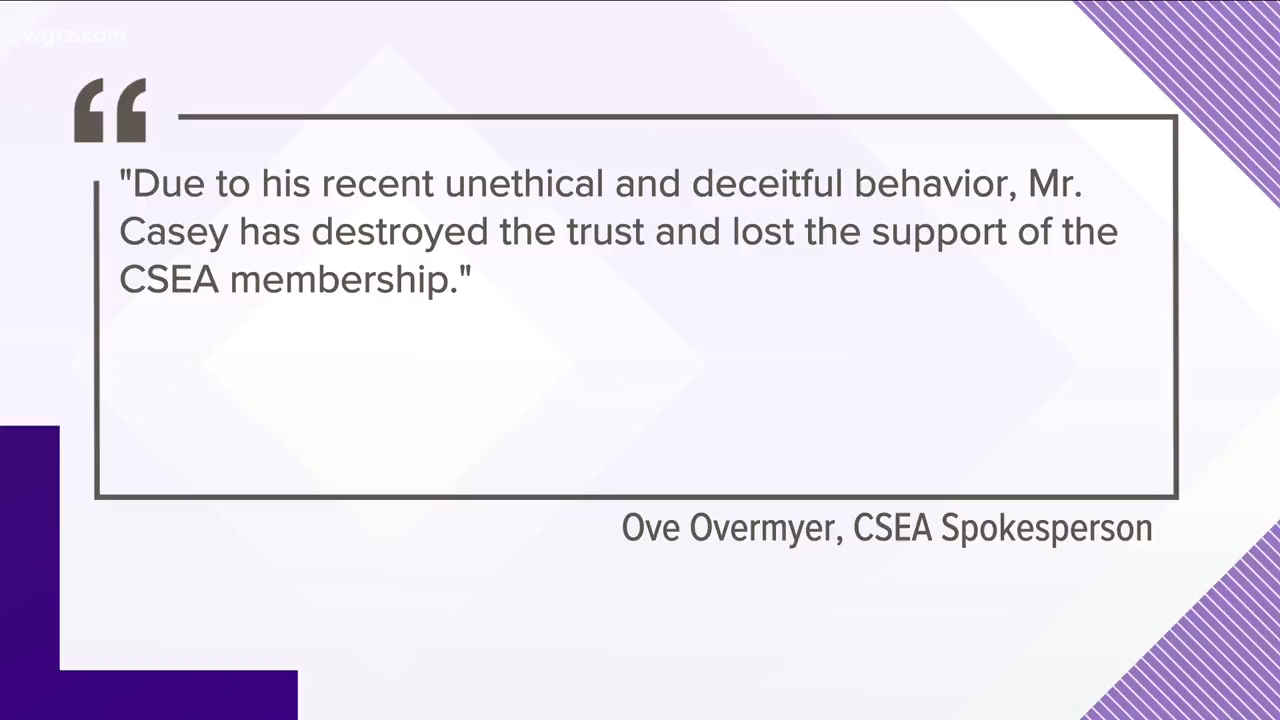 wgrz.com
"Due to his recent unethical and deceitful behavior, Mr.
Casey has destroyed the trust and lost the support of the
CSEA membership."
Ove Overmyer, CSEA Spokesperson